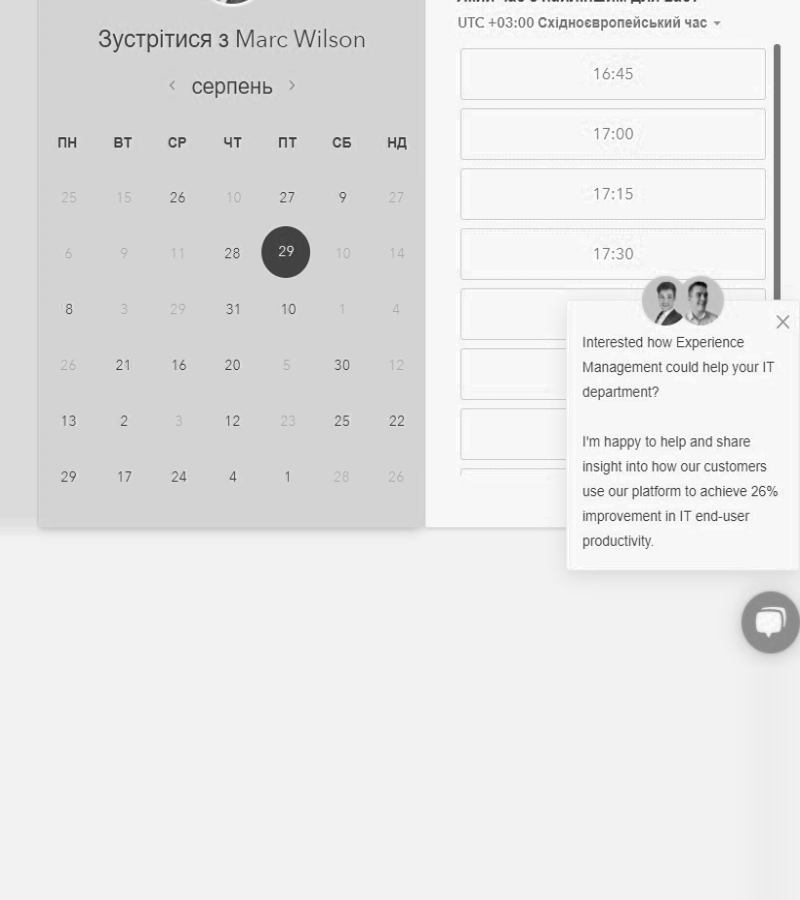 Зустрітися з Marc Wilson
серпень
ПН ВТ СР ЧТ ПТ СБ НД
25 15 26 10 27 9 27
6 9 11 28 29 10 14
8 3 29 31 10 1 4
26 21 16 20 5 30 12
13 2 3 12 23 25 22
29 17 24 4 1 28 26
UTC +03:00 Східноєвропейський час
16:45
17:00
17:15
17:30
Interested how Experience
Management could help your IT
department?
I'm happy to help and share
insight into how our customers
use our platform to achieve 26%
improvement in IT end-user
productivity.